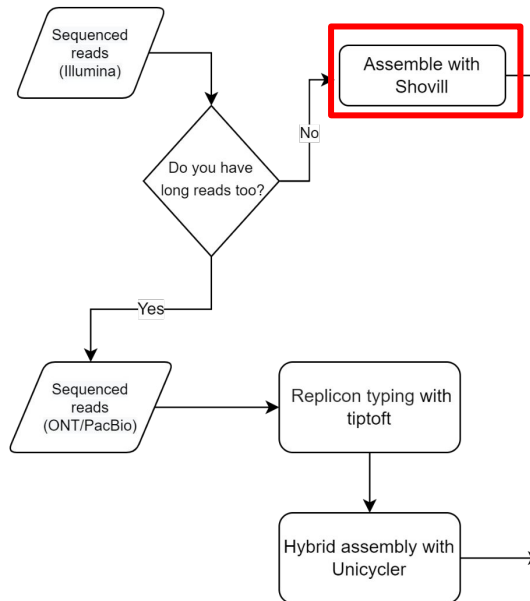 Sequenced
reads
(Illumina)
Assemble with
Shovill
No
Do you have
long reads too?
Yes
Sequenced
reads
(ONT/PacBio)
Replicon typing with
tiptoft
Hybrid assembly with
Unicycler